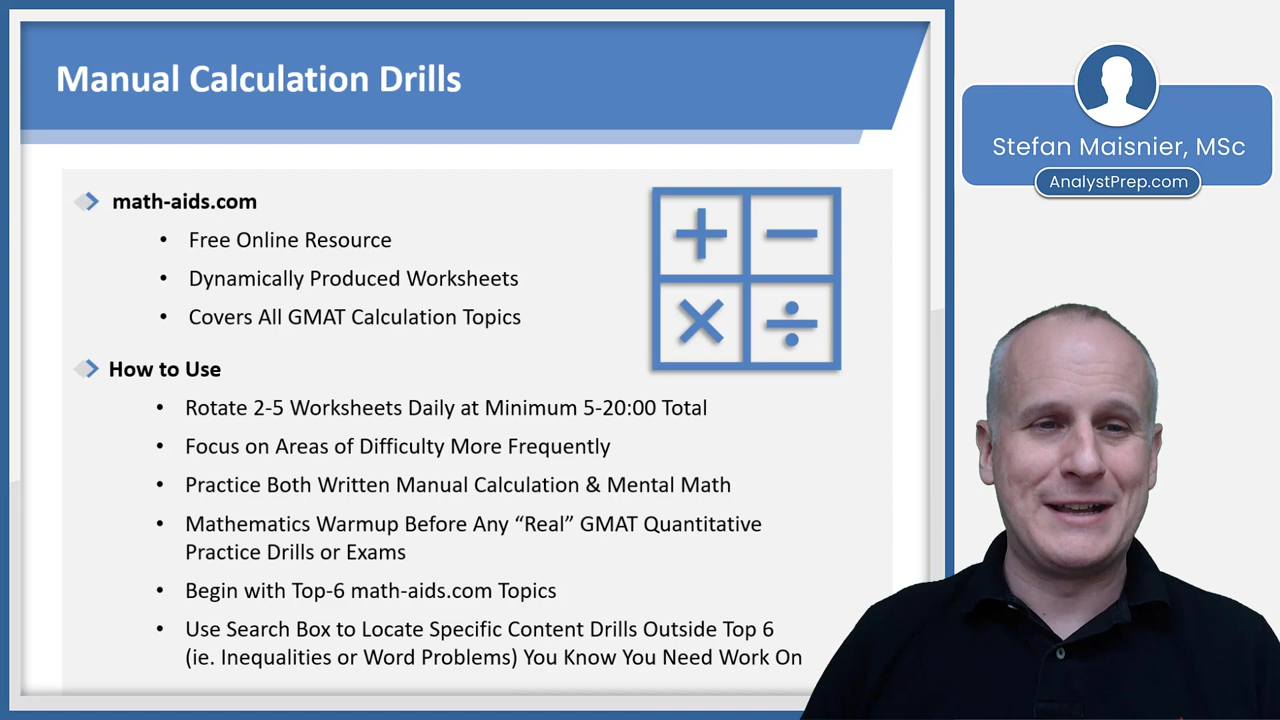 Manual Calculation Drills
math-aids.com
• Free Online Resource
• Dynamically Produced Worksheets
• Covers All GMAT Calculation Topics
How to Use
• Rotate 2-5 Worksheets Daily at Minimum 5-20:00 Total
• Focus on Areas of Difficulty More Frequently
• Practice Both Written Manual Calculation & Mental Math
• Mathematics Warmup Before Any “Real” GMAT Quantitative
Practice Drills or Exams
• Begin with Top-6 math-aids.com Topics
• Use Search Box to Locate Specific Content Drills Outside Top 6
(ie. Inequalities or Word Problems) You Know You Need Work On
Stefan Maisnier, MSc
AnalystPrep.com